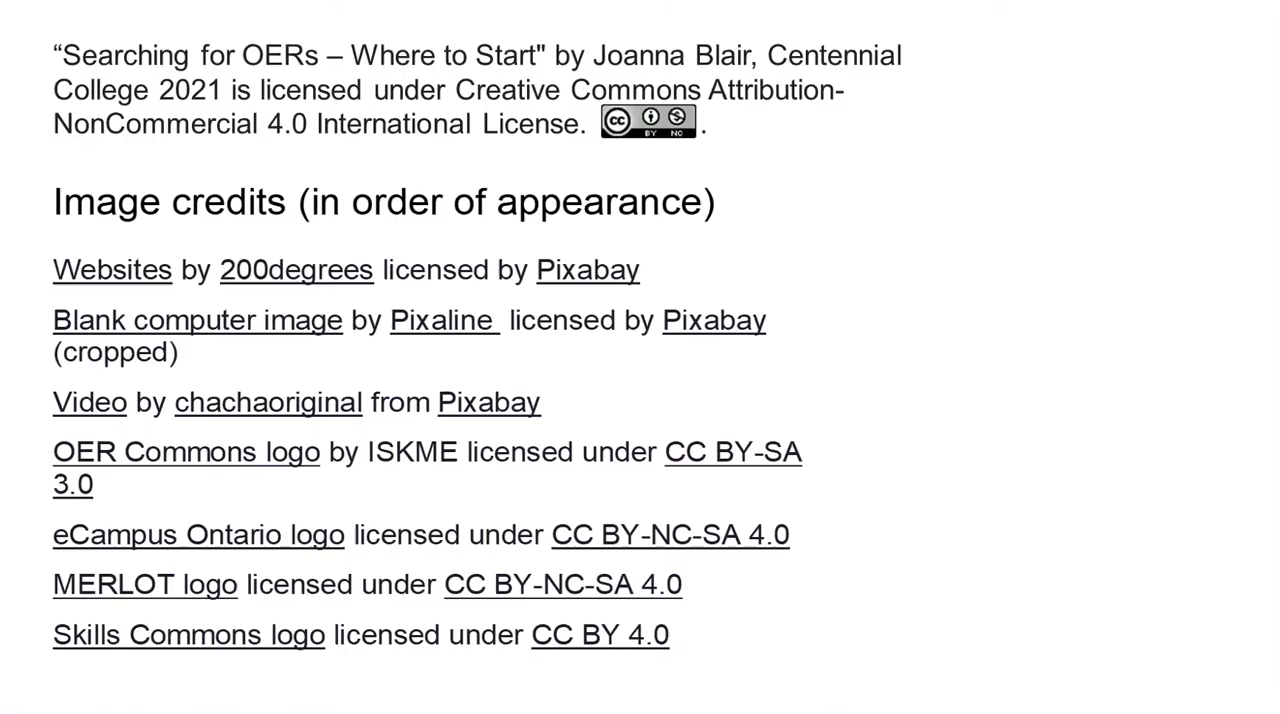 “Searching for OERs – Where to Start" by Joanna Blair, Centennial
College 2021 is licensed under Creative Commons Attribution-
NonCommercial 4.0 International License. cc BY NC .
Image credits (in order of appearance)
Websites by 200degrees licensed by Pixabay
Blank computer image by Pixaline licensed by Pixabay
(cropped)
Video by chachaoriginal from Pixabay
OER Commons logo by ISKME licensed under CC BY-SA
3.0
eCampus Ontario logo licensed under CC BY-NC-SA 4.0
MERLOT logo licensed under CC BY-NC-SA 4.0
Skills Commons logo licensed under CC BY 4.0